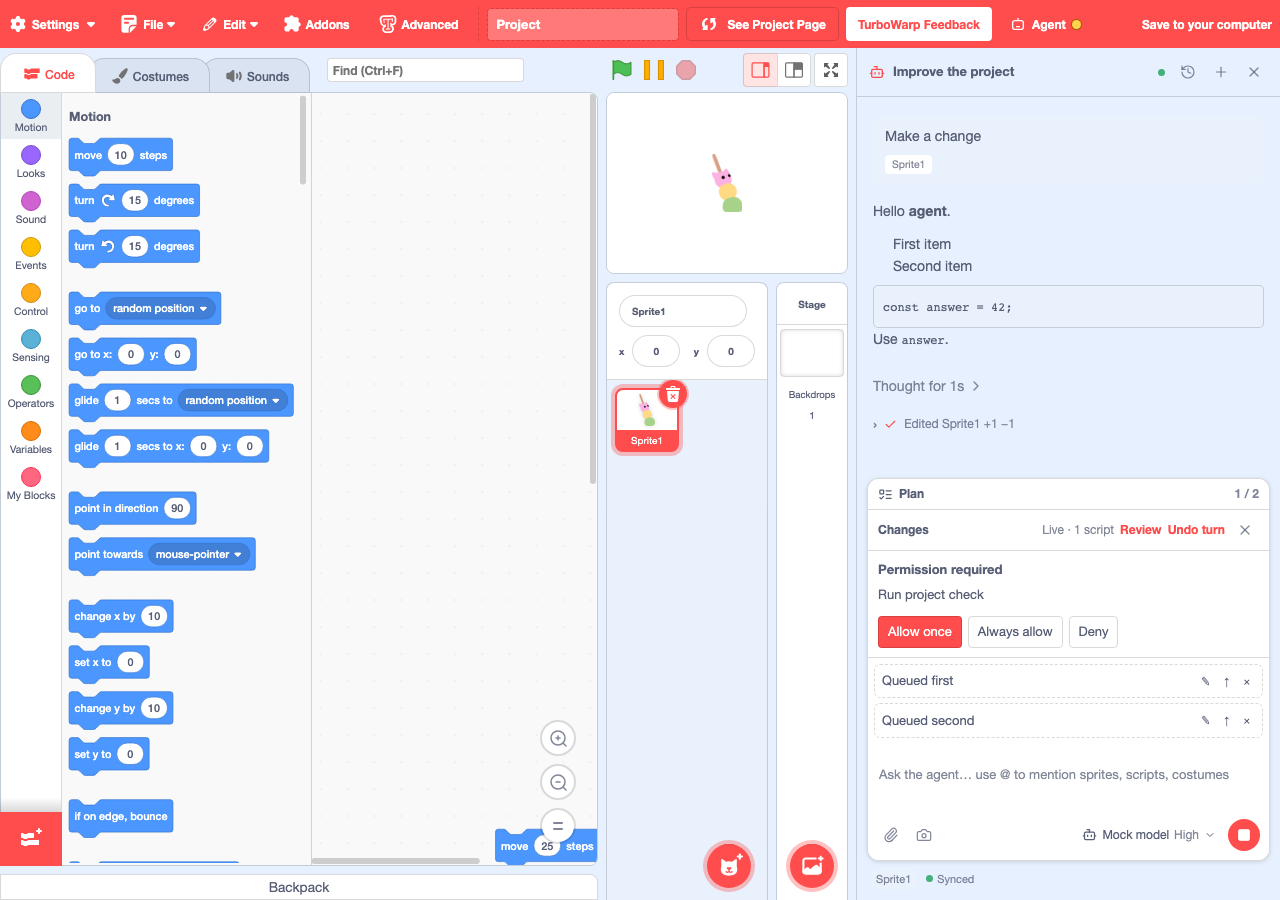 Settings
File
Edit
Addons
Advanced
Project
See Project Page
TurboWarp Feedback
Agent
Save to your computer
Code
Costumes
Sounds
Find (Ctrl+F)
Motion
Looks
Sound
Events
Control
Sensing
Operators
Variables
My Blocks
Motion
move 10 steps
turn 15 degrees
turn 15 degrees
go to random position
go to x: 0 y: 0
glide 1 secs to random position
glide 1 secs to x: 0 y: 0
point in direction 90
point towards mouse-pointer
change x by 10
set x to 0
change y by 10
set y to 0
if on edge, bounce
move 25 steps
Backpack
Sprite1
x 0 y 0
Sprite1
Stage
Backdrops
1
Improve the project
Make a change
Sprite1
Hello agent.
First item
Second item
const answer = 42;
Use answer.
Thought for 1s
Edited Sprite1 +1 −1
Plan 1 / 2
Changes Live · 1 script Review Undo turn
Permission required
Run project check
Allow once Always allow Deny
Queued first
Queued second
Ask the agent… use @ to mention sprites, scripts, costumes
Mock model High
Sprite1 Synced